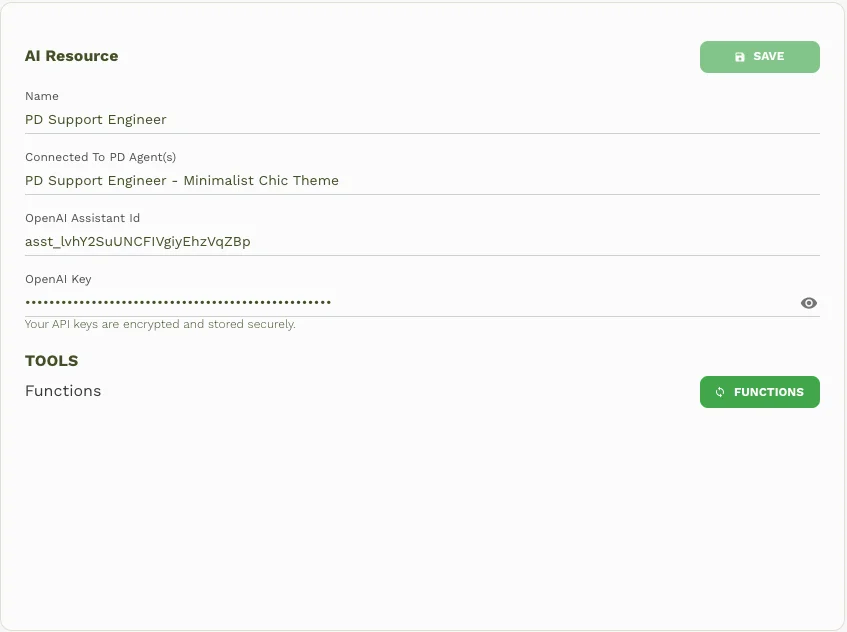 AI Resource
SAVE
Name
PD Support Engineer
Connected To PD Agent(s)
PD Support Engineer - Minimalist Chic Theme
OpenAI Assistant Id
asst_lvhY2SuUNCFIVgiyEhzVqZBp
OpenAI Key
•••••••••••••••••••••••••••••••••••••••••••••••••••
Your API keys are encrypted and stored securely.
TOOLS
Functions
FUNCTIONS